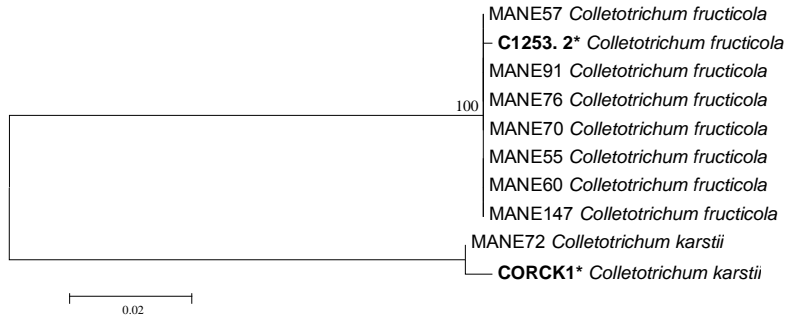 MANE57 Colletotrichum fructicola
C1253. 2* Colletotrichum fructicola
MANE91 Colletotrichum fructicola
MANE76 Colletotrichum fructicola
100
MANE70 Colletotrichum fructicola
MANE55 Colletotrichum fructicola
MANE60 Colletotrichum fructicola
MANE147 Colletotrichum fructicola
MANE72 Colletotrichum karstii
CORCK1* Colletotrichum karstii
0.02